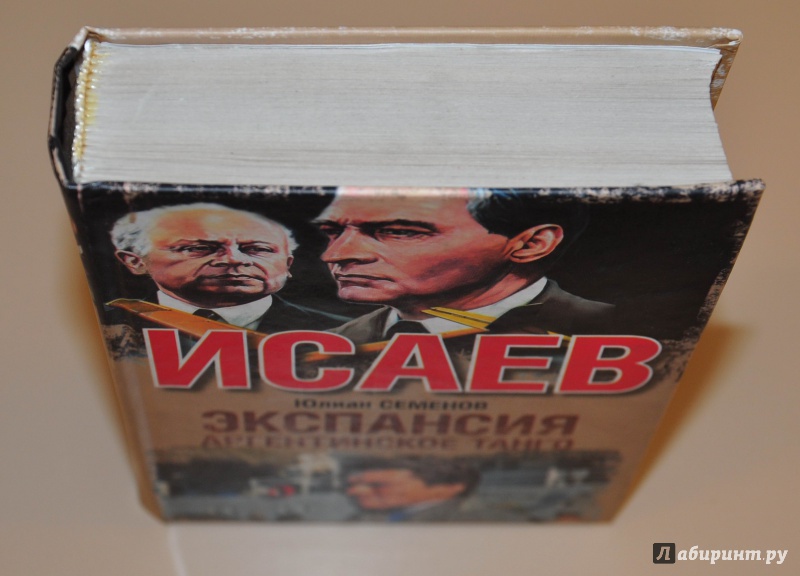 ИСАЕВ
Юлиан СЕМЕНОВ
ЭКСПАНСИЯ
АРГЕНТИНСКОЕ ТАНГО
Лабиринт.ру